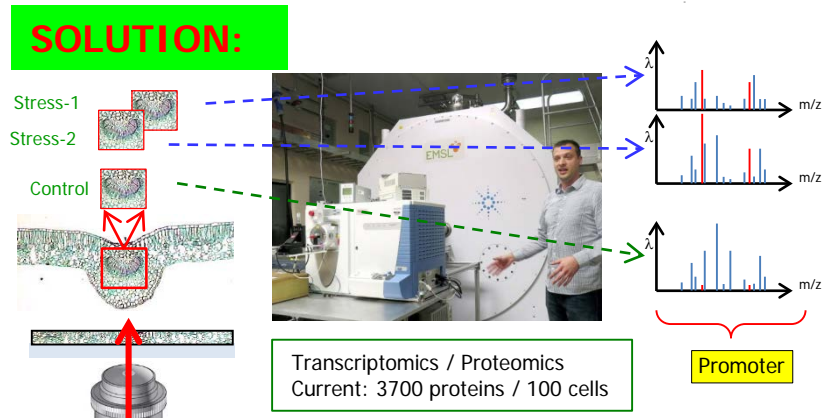 SOLUTION:
Stress-1
Stress-2
Control
EMSL
λ
m/z
λ
m/z
λ
m/z
Transcriptomics / Proteomics
Current: 3700 proteins / 100 cells
Promoter